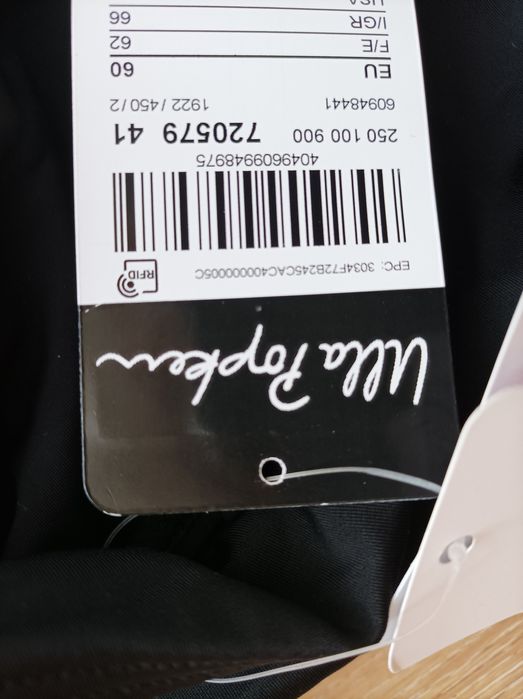 Ulla Popken
EPC: 3034F72B245CAC400000005C
RFID
4049609948975
250 100 900 720579 41
60948441 1922 / 450 / 2
EU 60
F/E 62
I/GR 66
USA